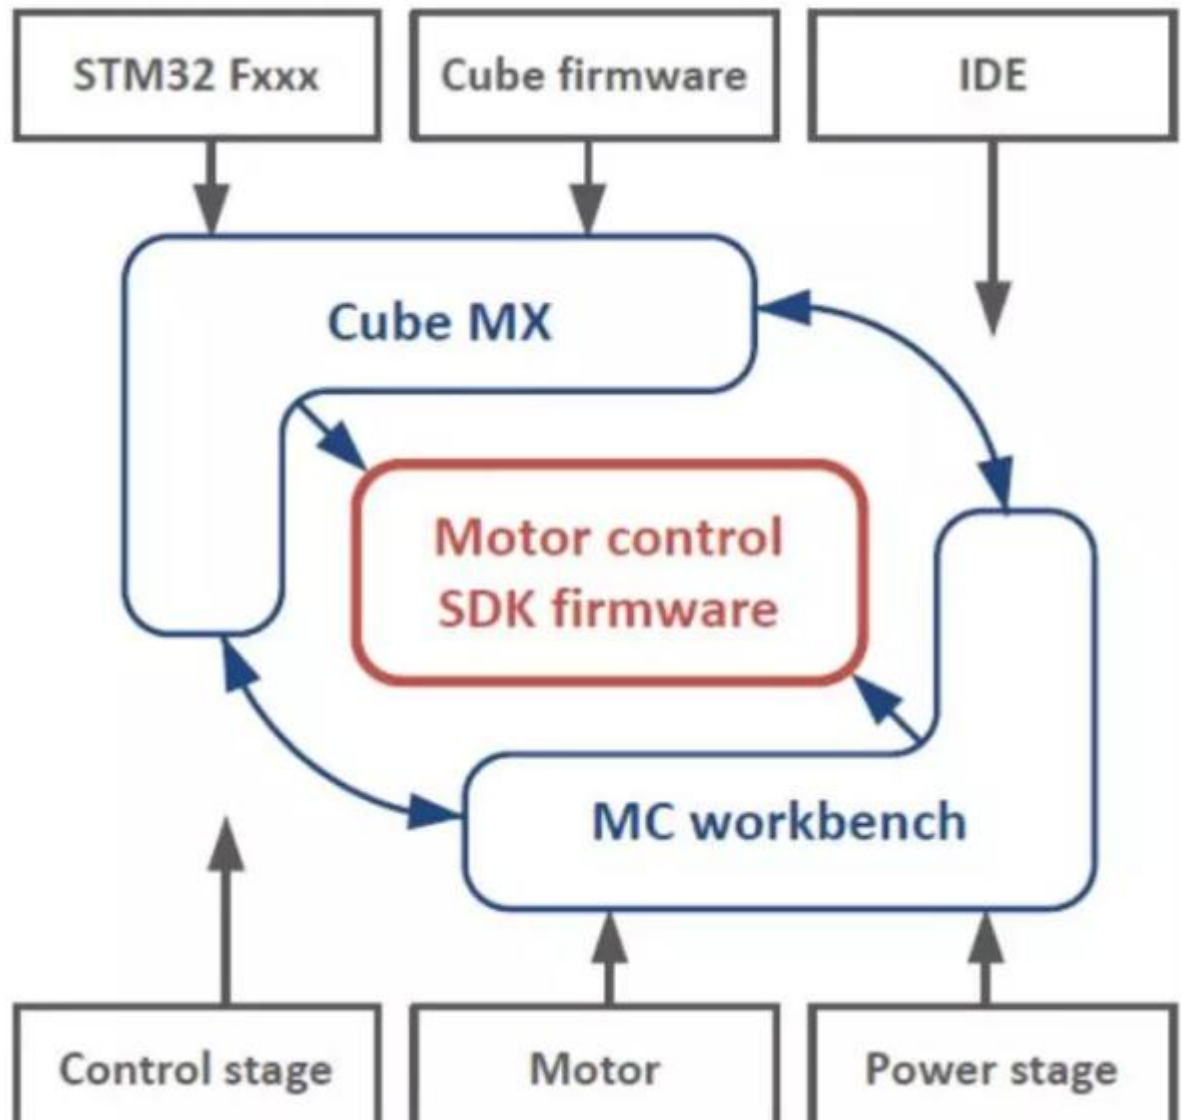 STM32 Fxxx
Cube firmware
IDE
Cube MX
Motor control
SDK firmware
MC workbench
Control stage
Motor
Power stage